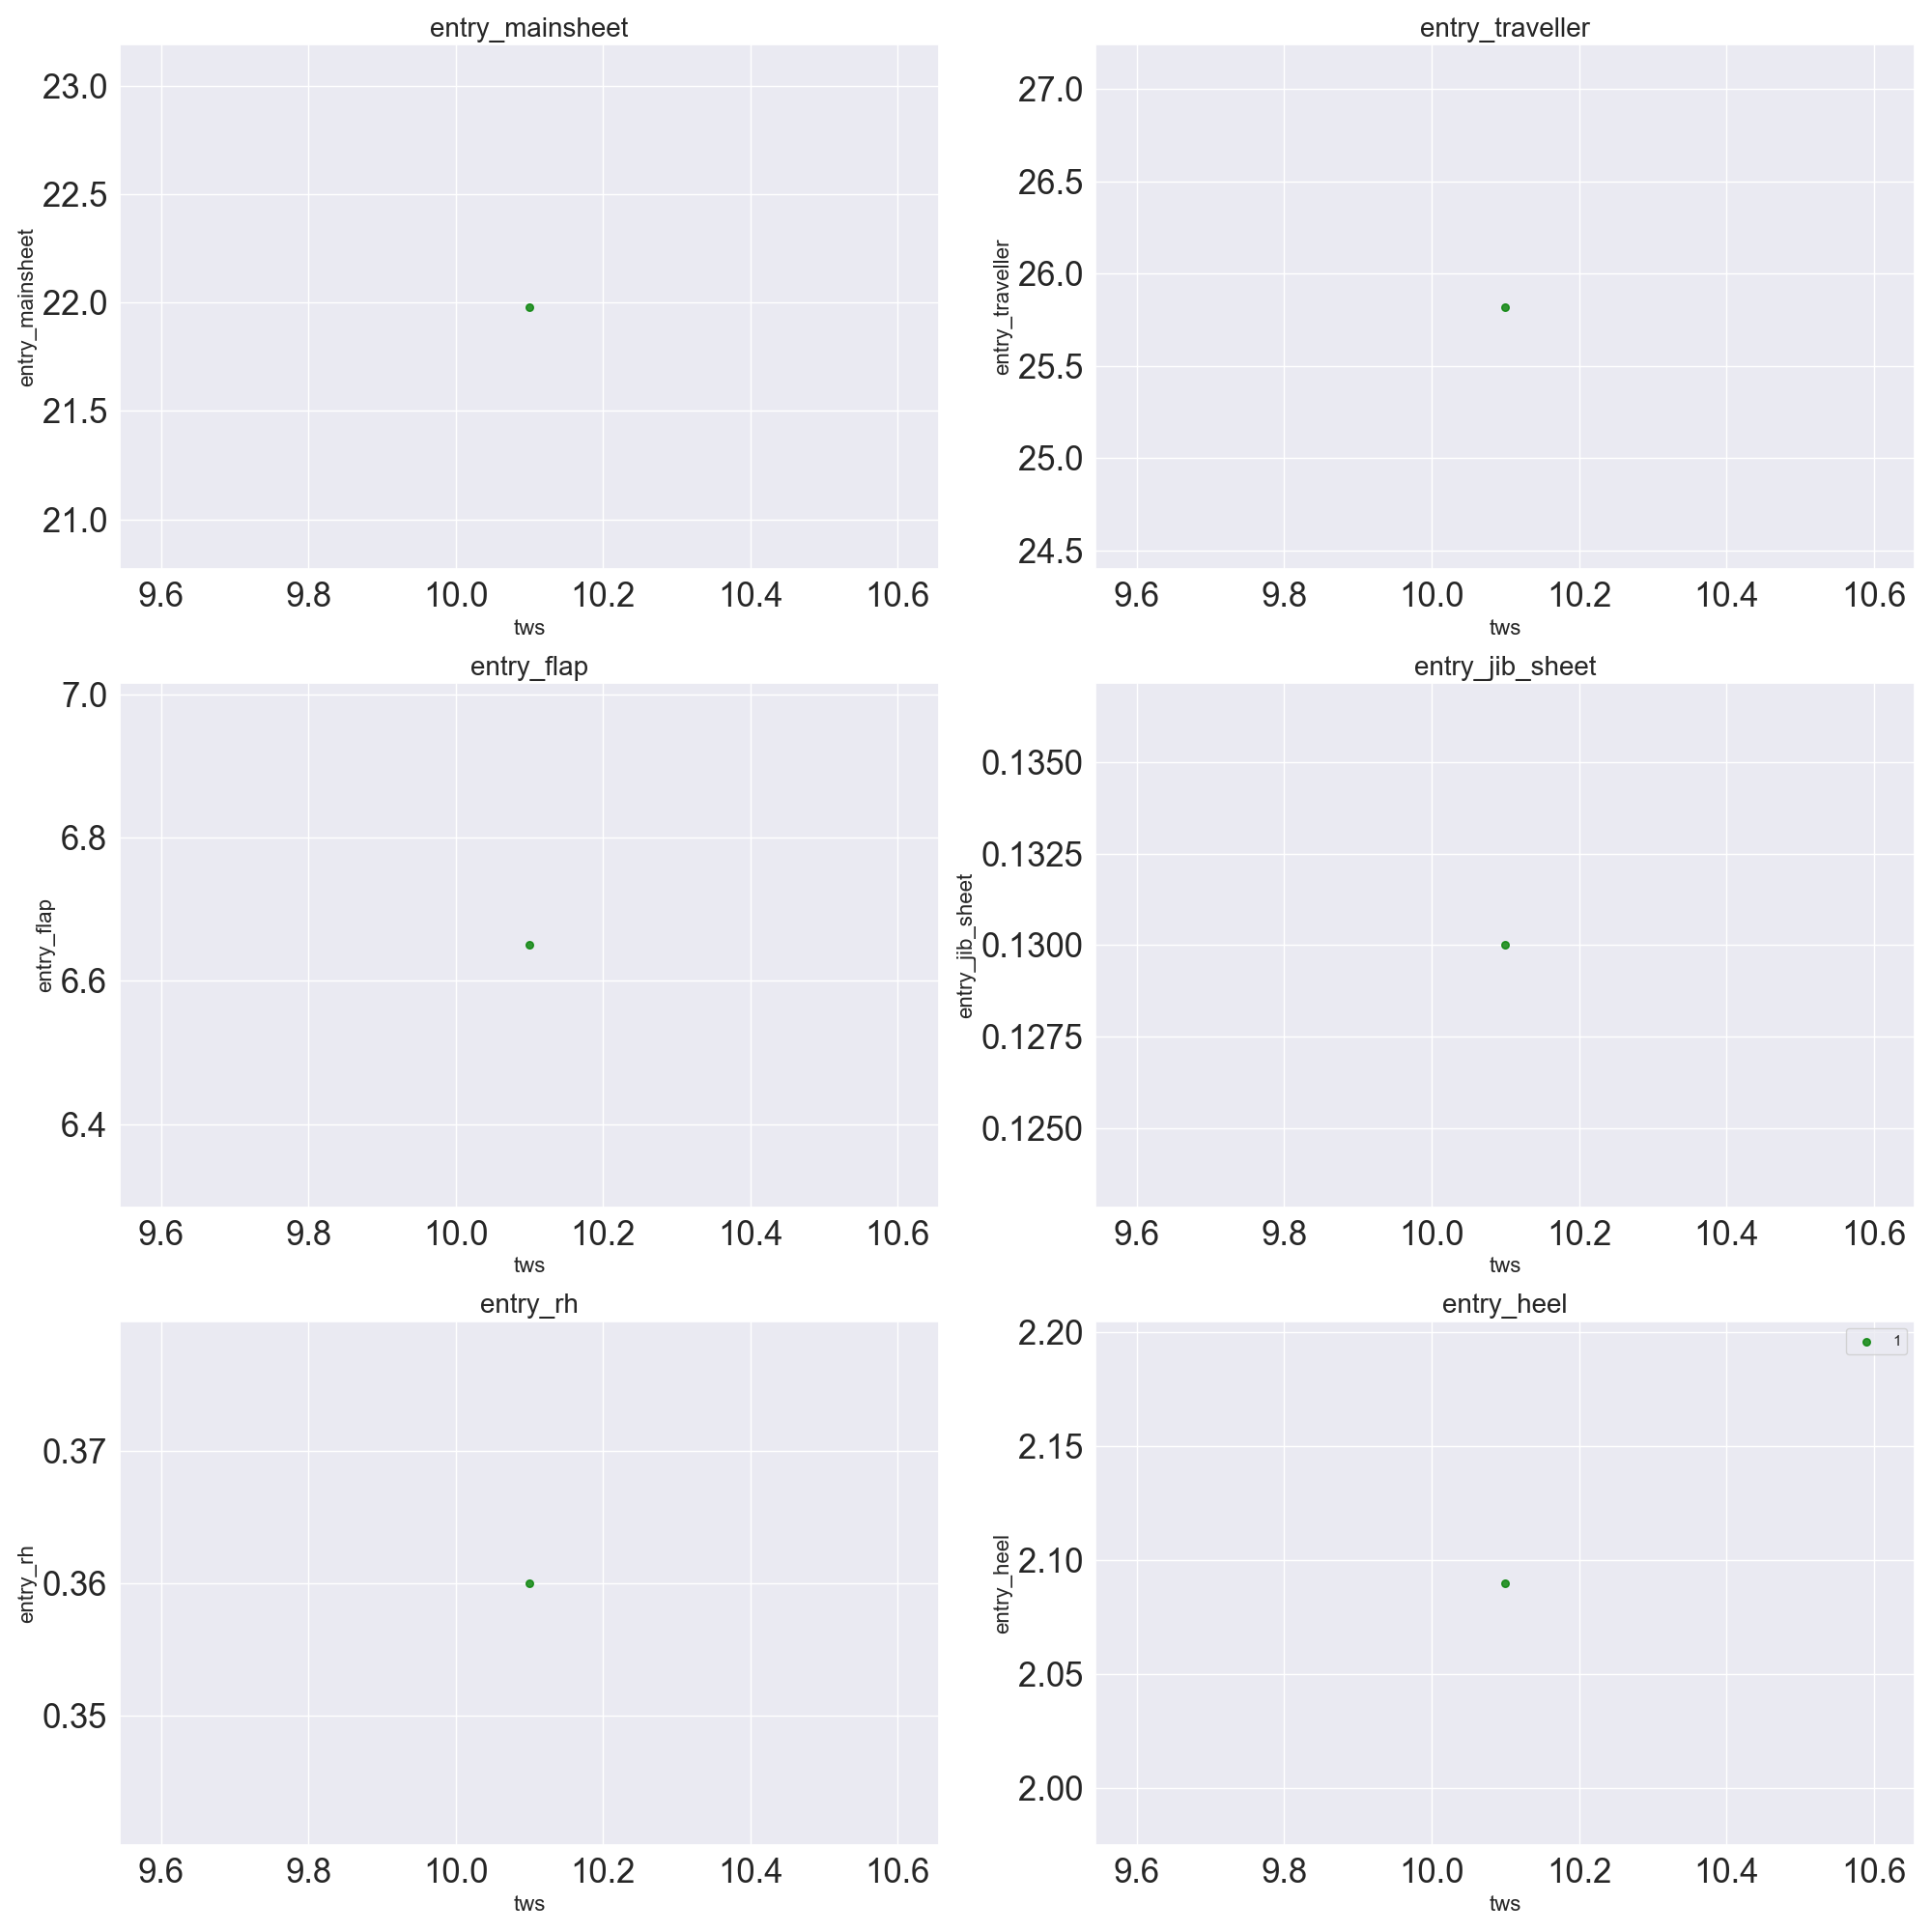 entry_mainsheet
23.0
22.5
22.0
21.5
21.0
entry_mainsheet
9.6 9.8 10.0 10.2 10.4 10.6
tws
entry_traveller
27.0
26.5
26.0
25.5
25.0
24.5
entry_traveller
9.6 9.8 10.0 10.2 10.4 10.6
tws
entry_flap
7.0
6.8
6.6
6.4
entry_flap
9.6 9.8 10.0 10.2 10.4 10.6
tws
entry_jib_sheet
0.1350
0.1325
0.1300
0.1275
0.1250
entry_jib_sheet
9.6 9.8 10.0 10.2 10.4 10.6
tws
entry_rh
0.37
0.36
0.35
entry_rh
9.6 9.8 10.0 10.2 10.4 10.6
tws
entry_heel
1
2.20
2.15
2.10
2.05
2.00
entry_heel
9.6 9.8 10.0 10.2 10.4 10.6
tws